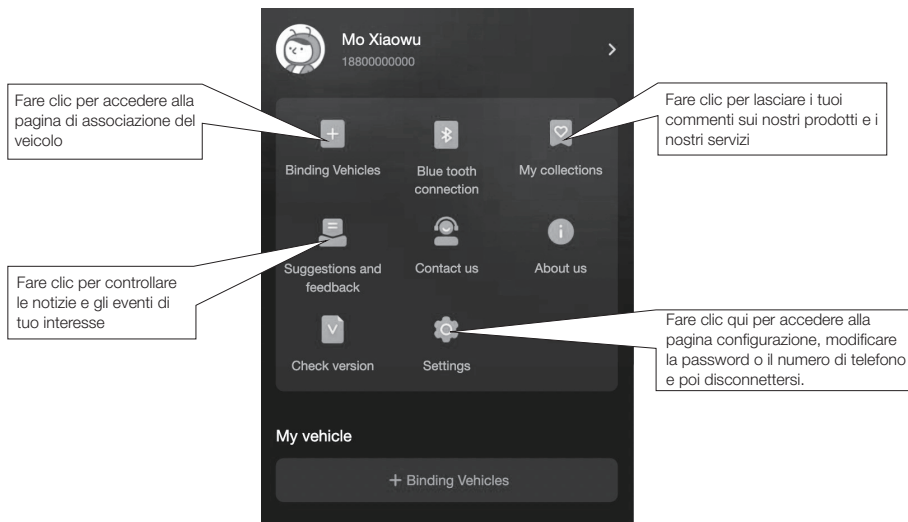 Mo Xiaowu
18800000000
Fare clic per accedere alla
pagina di associazione del
veicolo
Fare clic per lasciare i tuoi
commenti sui nostri prodotti e i
nostri servizi
Binding Vehicles
Blue tooth
connection
My collections
Suggestions and
feedback
Contact us
About us
Fare clic per controllare
le notizie e gli eventi di
tuo interesse
Check version
Settings
Fare clic qui per accedere alla
pagina configurazione, modificare
la password o il numero di telefono
e poi disconnettersi.
My vehicle
+ Binding Vehicles